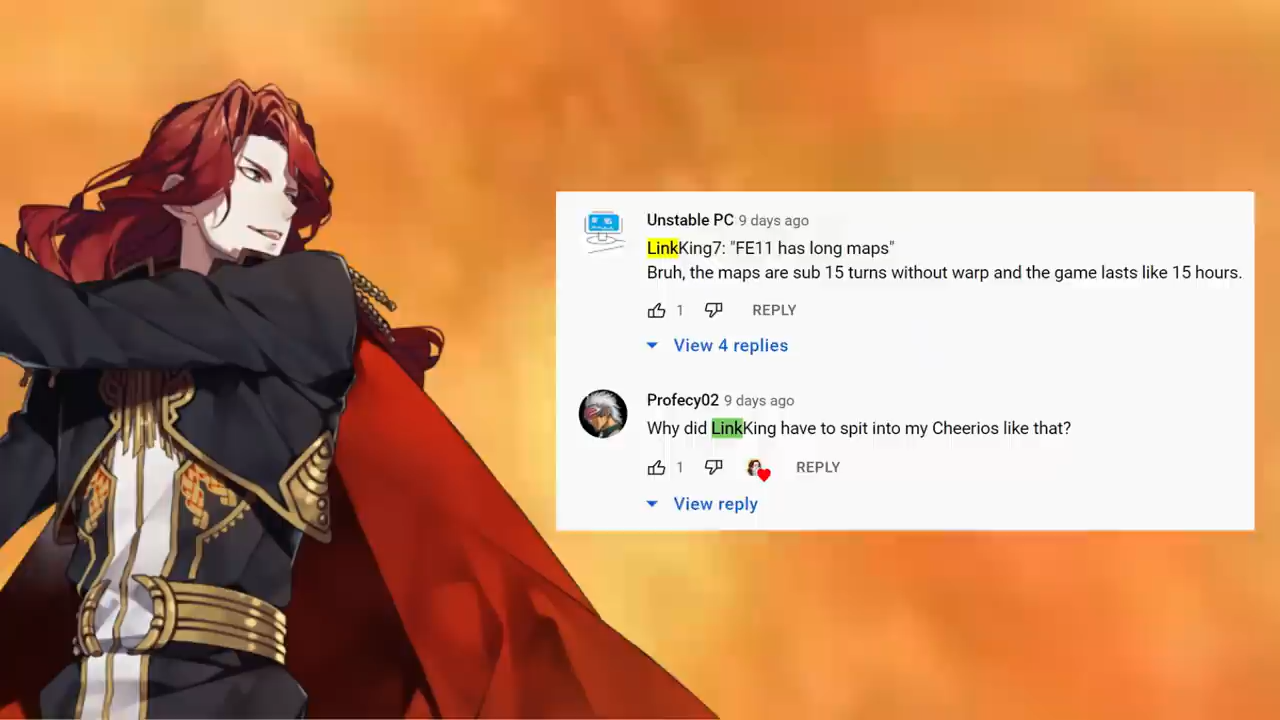 Unstable PC 9 days ago
LinkKing7: "FE11 has long maps"
Bruh, the maps are sub 15 turns without warp and the game lasts like 15 hours.
1 REPLY
View 4 replies
Profecy02 9 days ago
Why did LinkKing have to spit into my Cheerios like that?
1 REPLY
View reply